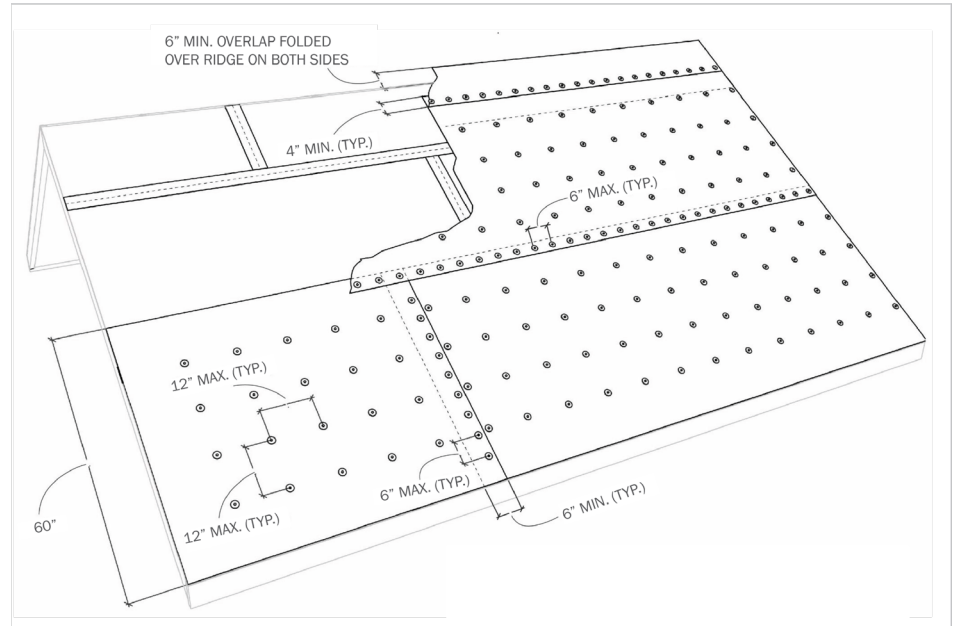 6” MIN. OVERLAP FOLDED
OVER RIDGE ON BOTH SIDES
4” MIN. (TYP.)
6” MAX. (TYP.)
12” MAX. (TYP.)
60”
12” MAX. (TYP.)
6” MAX. (TYP.)
6” MIN. (TYP.)